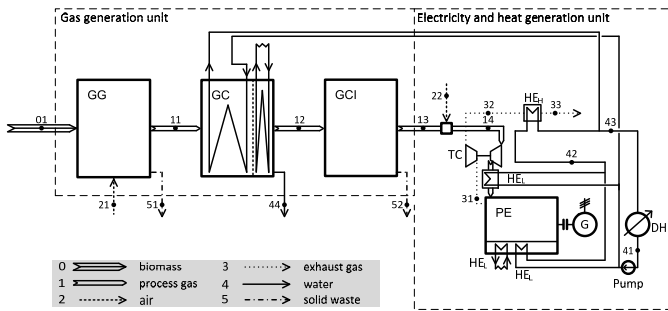 Gas generation unit
Electricity and heat generation unit
GG
GC
GCI
01
11
12
13
22
14
32
33
HEH
43
42
TC
HEL
31
21
51
44
52
PE
G
DH
41
HEL
HEL
Pump
0 biomass
1 process gas
2 air
3 exhaust gas
4 water
5 solid waste